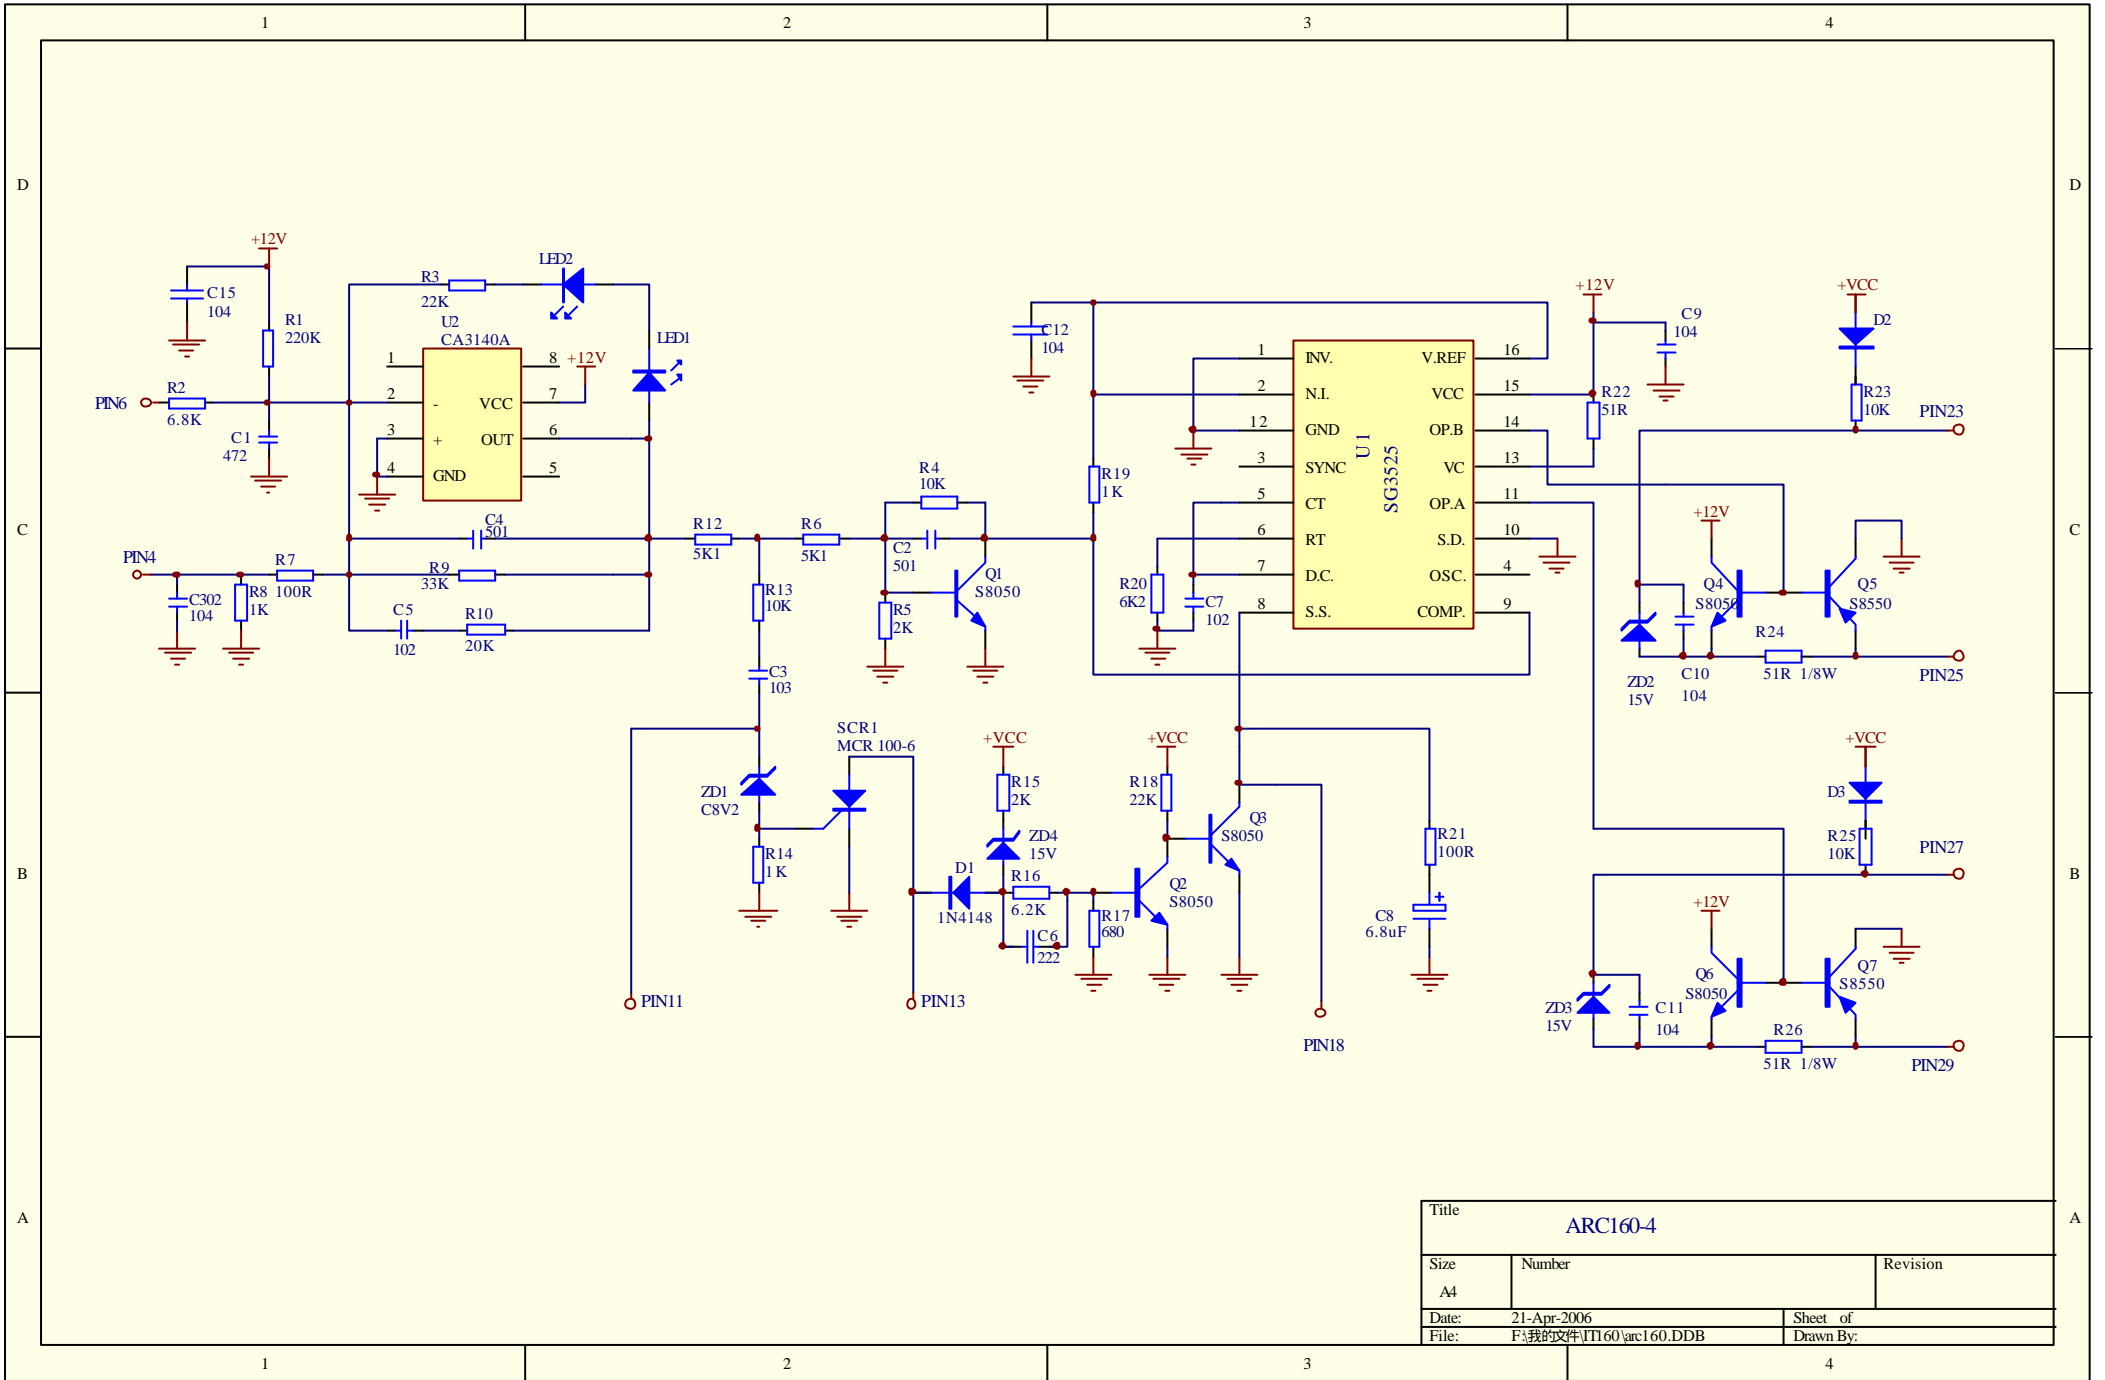 1 2 3 4
D D
+12V
C15
104
R1
220K
R2
6.8K
PIN6
C1
472
R3
22K
LED2
U2
CA3140A
LED1
1 8 +12V
2 - VCC 7
3 + OUT 6
4 GND 5
C C
PIN4
C302
104
R8
1K
R7
100R
C4
501
R9
33K
C5
102
R10
20K
R12
5K1
R6
5K1
R4
10K
C2
501
Q1
S8050
R5
2K
R13
10K
C3
103
C12
104
R19
1K
R20
6K2
C7
102
1 INV. V.REF 16
2 N.I. VCC 15
12 GND OP.B 14
3 SYNC VC 13
5 CT OP.A 11
6 RT S.D. 10
7 D.C. OSC. 4
8 S.S. COMP. 9
U1
SG3525
+12V
C9
104
R22
51R
+VCC
D2
R23
10K
PIN23
+12V
Q4
S8050
Q5
S8550
R24
51R 1/8W
ZD2
15V
C10
104
PIN25
B B
SCR1
MCR 100-6
ZD1
C8V2
R14
1K
PIN11
PIN13
+VCC
R15
2K
ZD4
15V
D1
1N4148
R16
6.2K
C6
222
R17
680
+VCC
R18
22K
Q2
S8050
Q3
S8050
R21
100R
+
C8
6.8uF
PIN18
+VCC
D3
R25
10K
PIN27
+12V
Q6
S8050
Q7
S8550
ZD3
15V
C11
104
R26
51R 1/8W
PIN29
A A
Title
ARC160-4
Size Number Revision
A4
Date: 21-Apr-2006 Sheet of
File: F:\我的文件\IT160\arc160.DDB Drawn By:
1 2 3 4